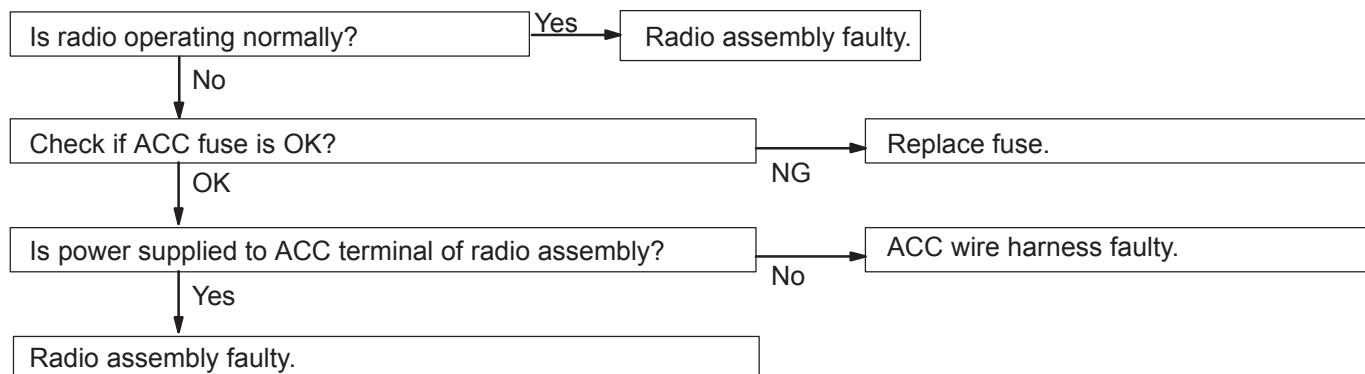 Is radio operating normally?
Yes
Radio assembly faulty.
No
Check if ACC fuse is OK?
NG
Replace fuse.
OK
Is power supplied to ACC terminal of radio assembly?
No
ACC wire harness faulty.
Yes
Radio assembly faulty.